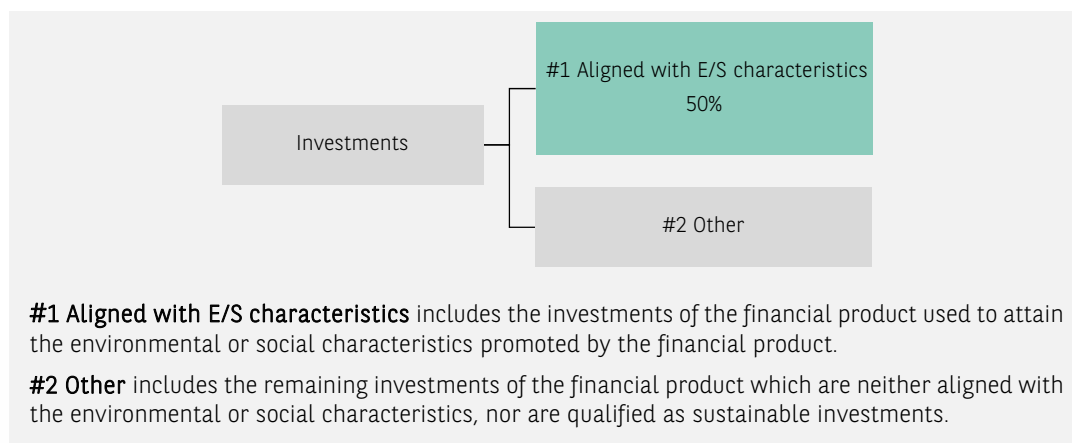 #1 Aligned with E/S characteristics
50%
Investments
#2 Other
#1 Aligned with E/S characteristics includes the investments of the financial product used to attain
the environmental or social characteristics promoted by the financial product.
#2 Other includes the remaining investments of the financial product which are neither aligned with
the environmental or social characteristics, nor are qualified as sustainable investments.